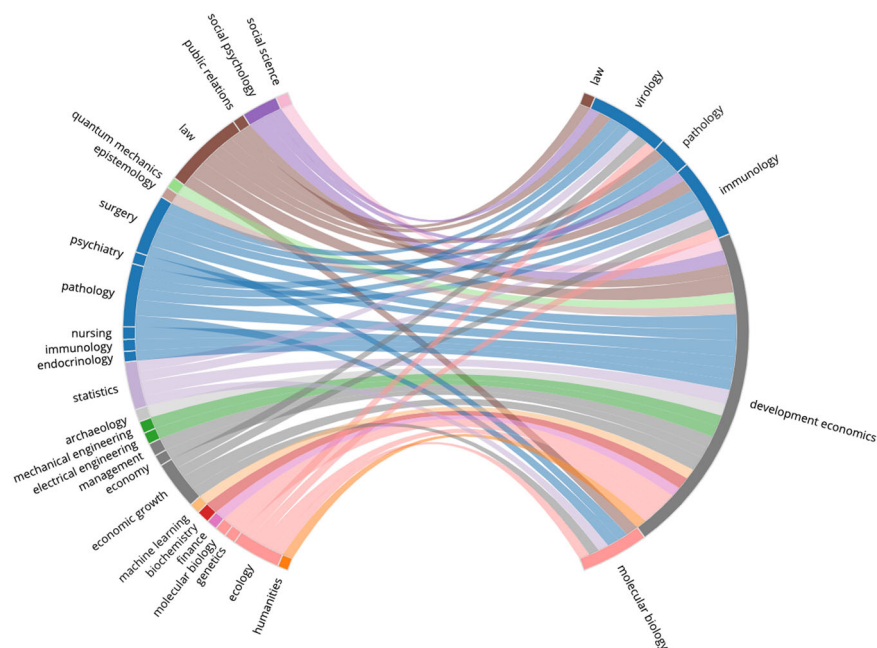 social science
social psychology
public relations
law
quantum mechanics
epistemology
surgery
psychiatry
pathology
nursing
immunology
endocrinology
statistics
archaeology
mechanical engineering
electrical engineering
management
economy
economic growth
machine learning
biochemistry
finance
molecular biology
genetics
ecology
humanities
law
virology
pathology
immunology
development economics
molecular biology